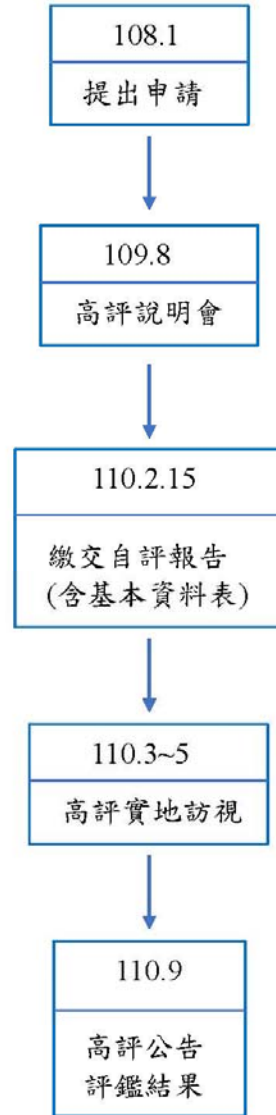 108.1
提出申請
109.8
高評說明會
110.2.15
繳交自評報告
(含基本資料表)
110.3~5
高評實地訪視
110.9
高評公告
評鑑結果